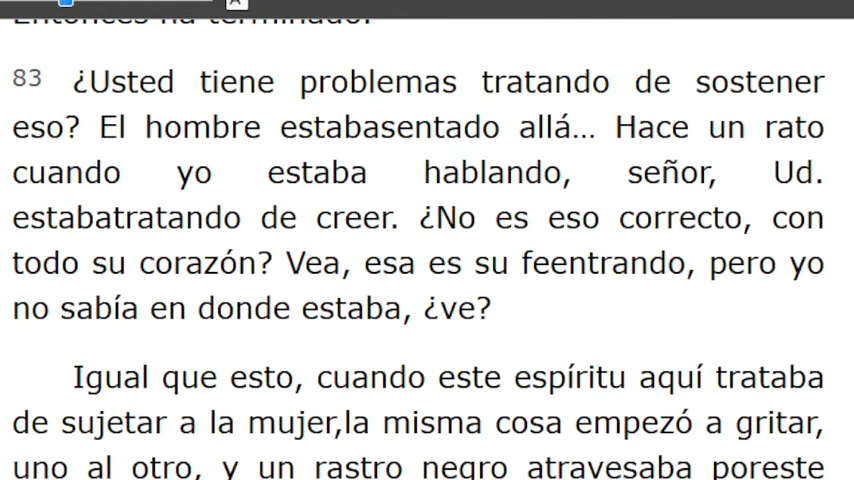 Entonces ha terminado.
83 ¿Usted tiene problemas tratando de sostener
eso? El hombre estabasentado allá... Hace un rato
cuando yo estaba hablando, señor, Ud.
estabatratando de creer. ¿No es eso correcto, con
todo su corazón? Vea, esa es su feentrando, pero yo
no sabía en donde estaba, ¿ve?
Igual que esto, cuando este espíritu aquí trataba
de sujetar a la mujer,la misma cosa empezó a gritar,
uno al otro, y un rastro negro atravesaba poreste